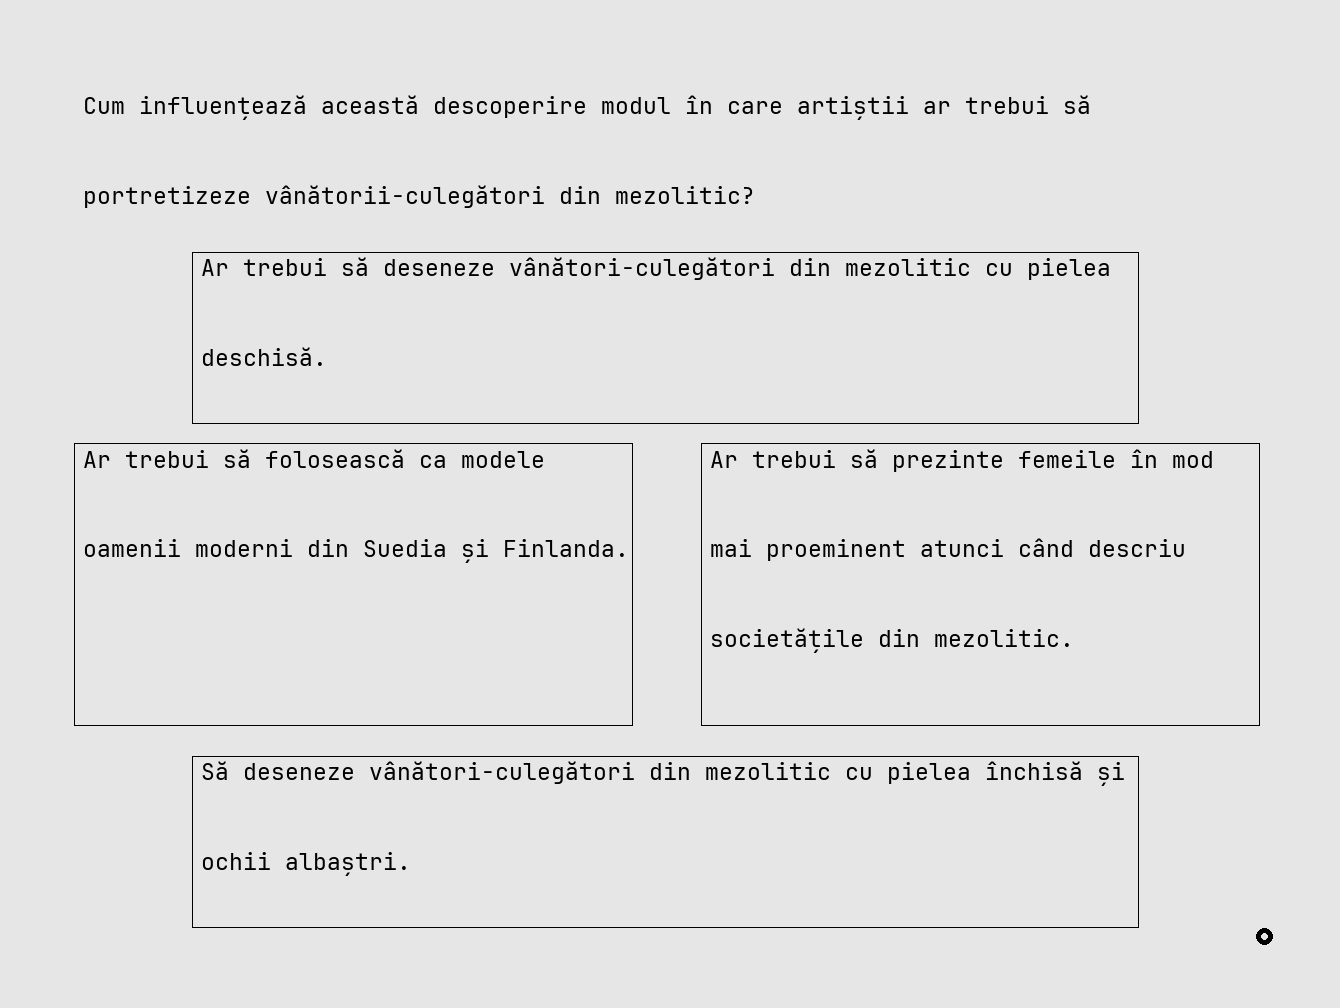 Cum influențează această descoperire modul în care artiștii ar trebui să
portretizeze vânătorii-culegători din mezolitic?
Ar trebui să deseneze vânători-culegători din mezolitic cu pielea
deschisă.
Ar trebui să folosească ca modele
oamenii moderni din Suedia și Finlanda.
Ar trebui să prezinte femeile în mod
mai proeminent atunci când descriu
societățile din mezolitic.
Să deseneze vânători-culegători din mezolitic cu pielea închisă și
ochii albaștri.